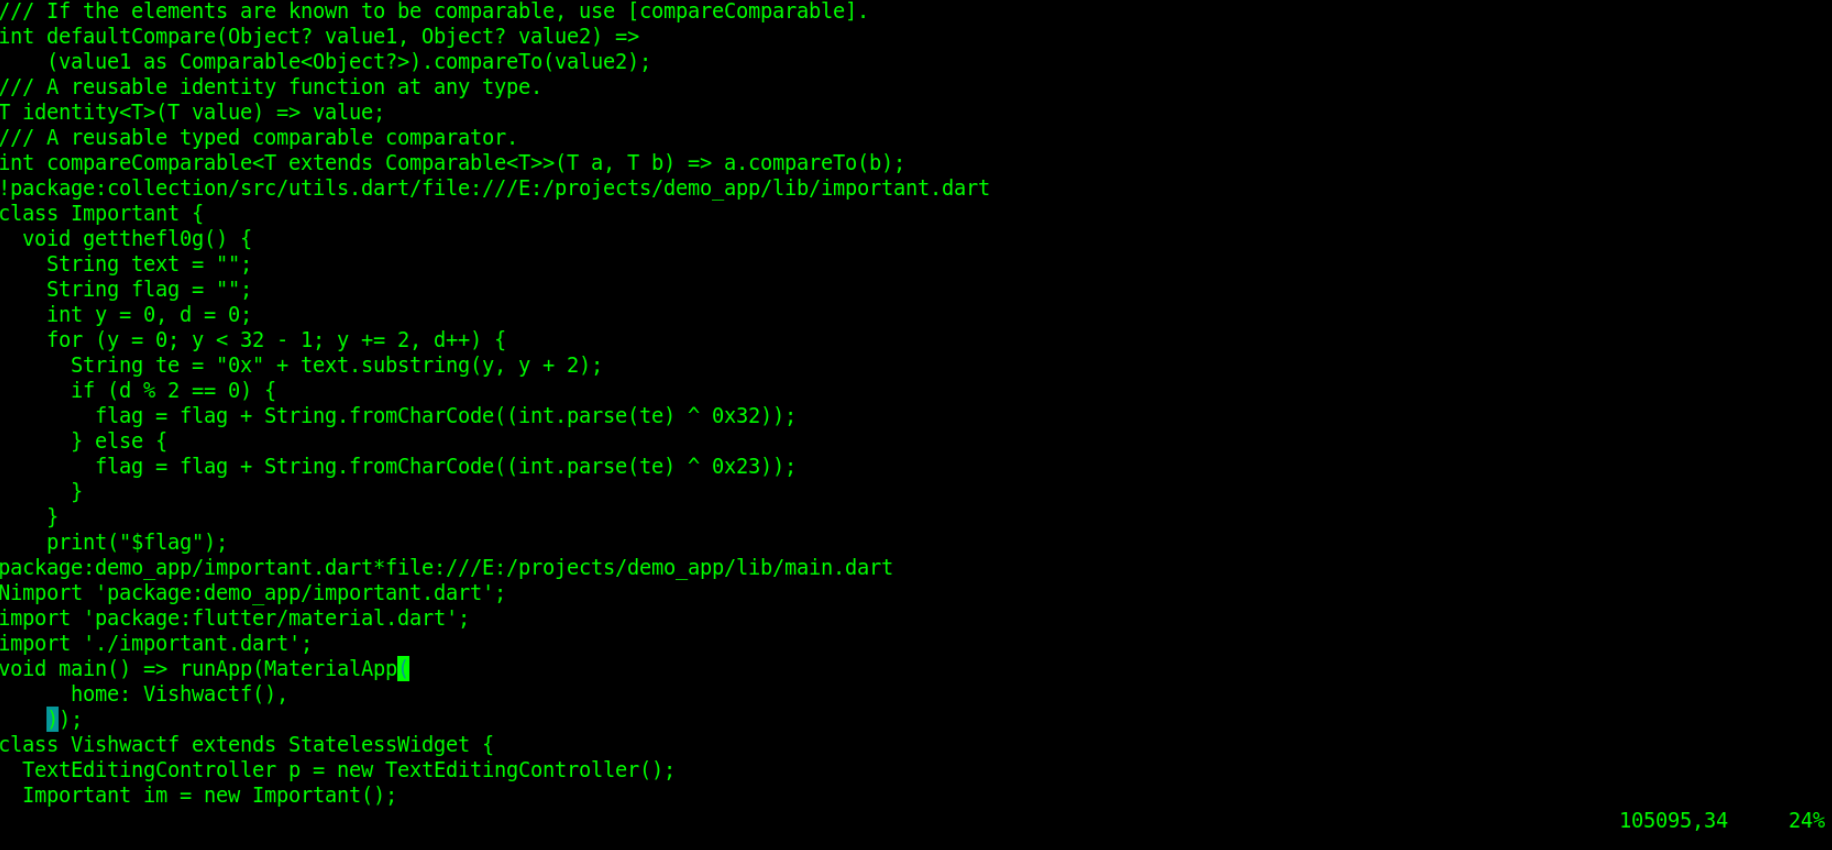 /// If the elements are known to be comparable, use [compareComparable].
int defaultCompare(Object? value1, Object? value2) =>
    (value1 as Comparable<Object?>).compareTo(value2);
/// A reusable identity function at any type.
T identity<T>(T value) => value;
/// A reusable typed comparable comparator.
int compareComparable<T extends Comparable<T>>(T a, T b) => a.compareTo(b);
!package:collection/src/utils.dart/file:///E:/projects/demo_app/lib/important.dart
class Important {
  void getthefl0g() {
    String text = "";
    String flag = "";
    int y = 0, d = 0;
    for (y = 0; y < 32 - 1; y += 2, d++) {
      String te = "0x" + text.substring(y, y + 2);
      if (d % 2 == 0) {
        flag = flag + String.fromCharCode((int.parse(te) ^ 0x32));
      } else {
        flag = flag + String.fromCharCode((int.parse(te) ^ 0x23));
      }
    }
    print("$flag");
package:demo_app/important.dart*file:///E:/projects/demo_app/lib/main.dart
Nimport 'package:demo_app/important.dart';
import 'package:flutter/material.dart';
import './important.dart';
void main() => runApp(MaterialApp(
      home: Vishwactf(),
    ));
class Vishwactf extends StatelessWidget {
  TextEditingController p = new TextEditingController();
  Important im = new Important();
105095,34     24%